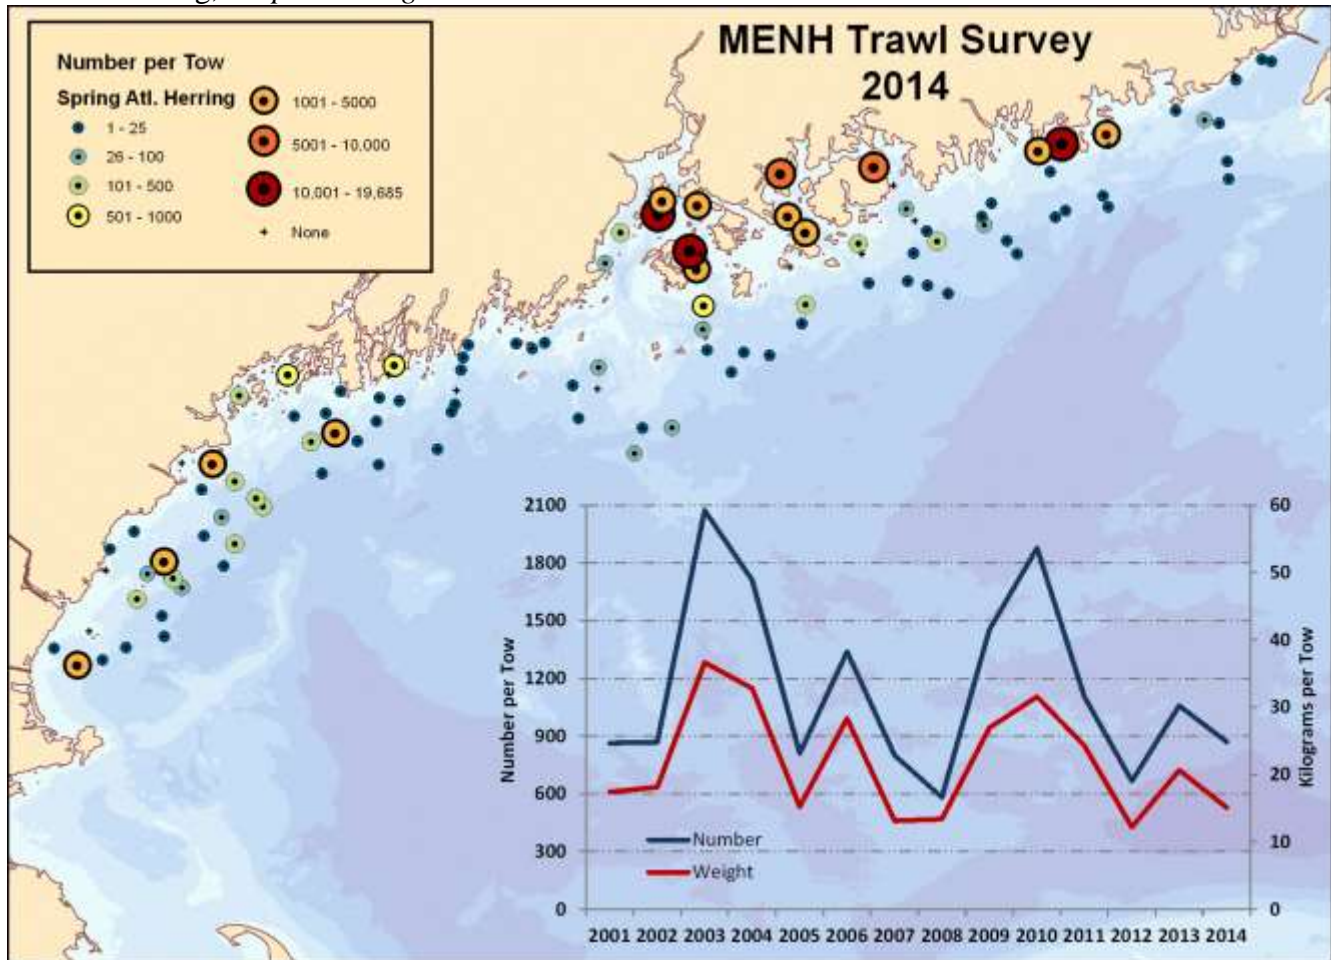 MENH Trawl Survey
2014
Number per Tow
Spring Atl. Herring
1 - 25
26 - 100
101 - 500
501 - 1000
1001 - 5000
5001 - 10,000
10,001 - 19,685
None
2100
1800
1500
1200
900
600
300
0
Number per Tow
60
50
40
30
20
10
0
Kilograms per Tow
Number
Weight
2001 2002 2003 2004 2005 2006 2007 2008 2009 2010 2011 2012 2013 2014